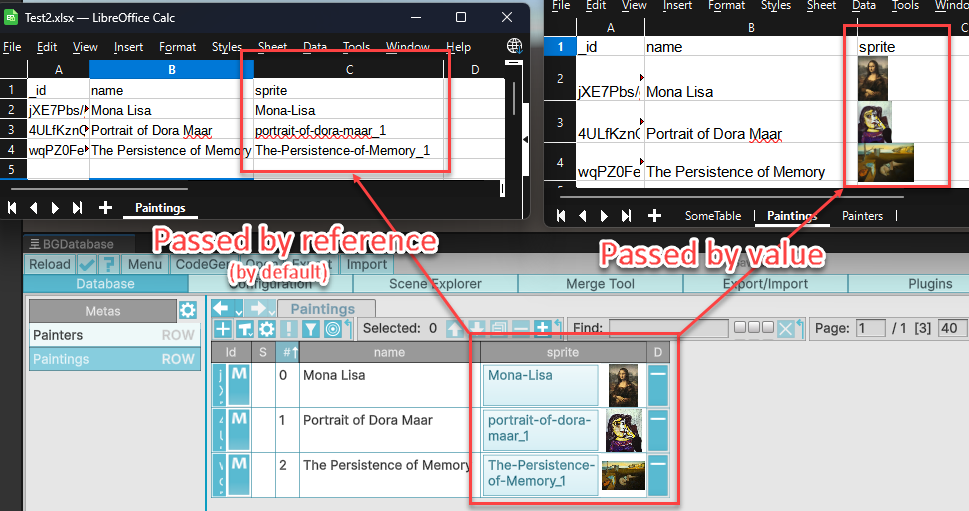 Test2.xlsx — LibreOffice Calc
File Edit View Insert Format Styles Sheet Data Tools Window Help
A B C D
1 _id name sprite
2 jXE7Pbs/ Mona Lisa Mona-Lisa
3 4ULfKzn Portrait of Dora Maar portrait-of-dora-maar_1
4 wqPZ0Fe The Persistence of Memory The-Persistence-of-Memory_1
5
+ Paintings
File Edit View Insert Format Styles Sheet Data Tools
A B C
1 _id name sprite
2 jXE7Pbs/ Mona Lisa
3 4ULfKzn Portrait of Dora Maar
4 wqPZ0Fe The Persistence of Memory
+ SomeTable Paintings Painters
Passed by reference
(by default)
Passed by value
BGDatabase
Reload ? Menu CodeGen Export Import
Database Configuration Scene Explorer Merge Tool Export/Import Plugins
Metas
Painters ROW
Paintings ROW
Paintings
Selected: 0 Find: Page: 1 / 1 [3] 40
Id S #↑ name sprite D
M 0 Mona Lisa Mona-Lisa
M 1 Portrait of Dora Maar portrait-of-dora-
maar_1
M 2 The Persistence of Memory The-Persistence-
of-Memory_1